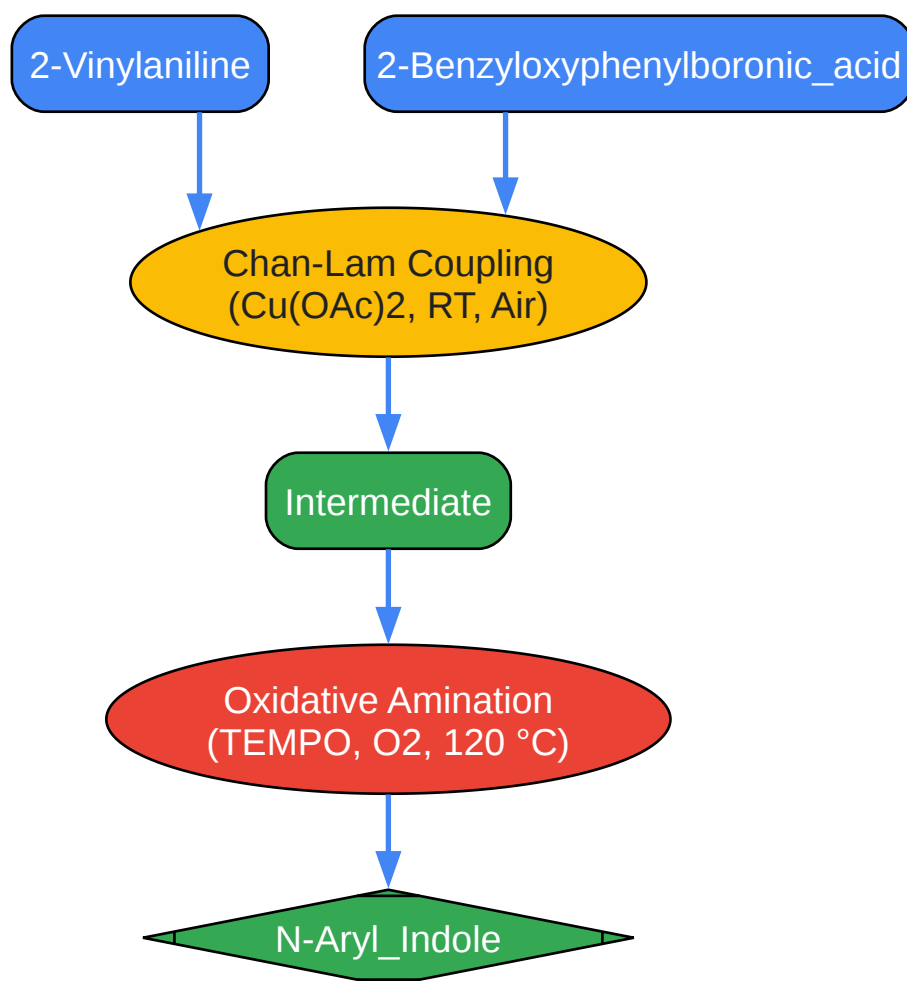 2-Vinylaniline
2-Benzyloxyphenylboronic_acid
Chan-Lam Coupling
(Cu(OAc)2, RT, Air)
Intermediate
Oxidative Amination
(TEMPO, O2, 120 °C)
N-Aryl_Indole